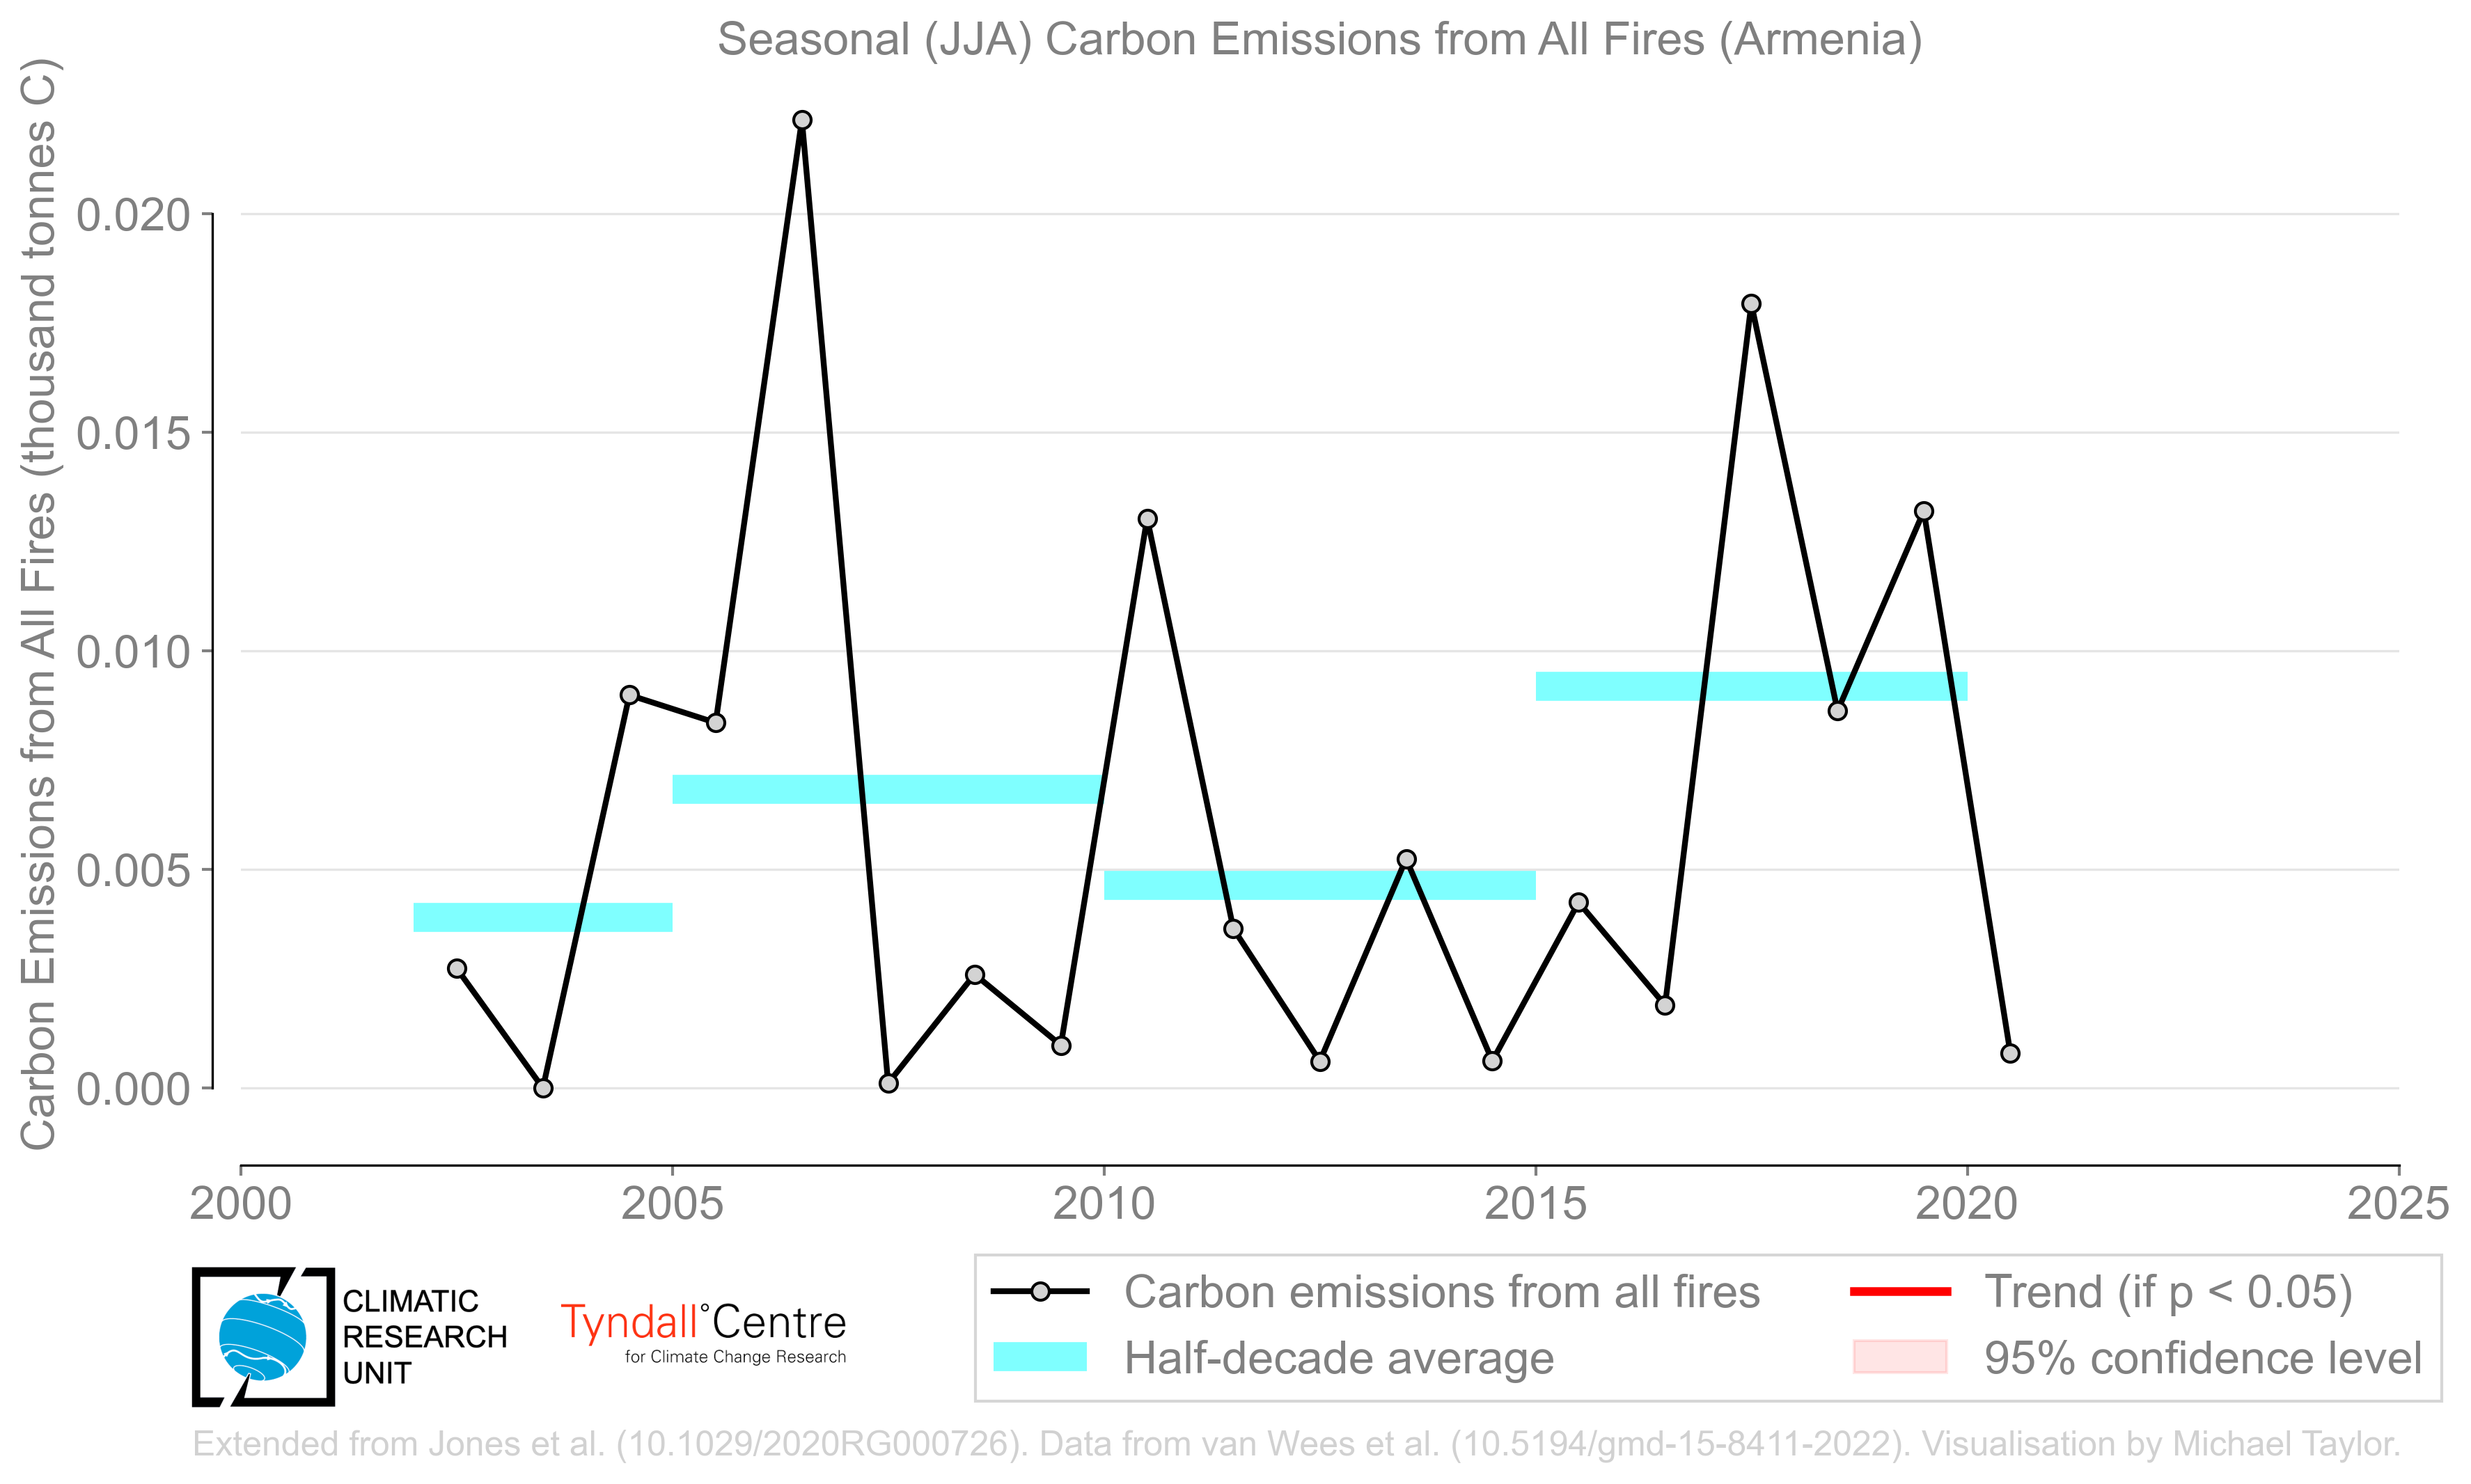 Seasonal (JJA) Carbon Emissions from All Fires (Armenia)
Carbon Emissions from All Fires (thousand tonnes C)
0.020
0.015
0.010
0.005
0.000
2000
2005
2010
2015
2020
2025
CLIMATIC
RESEARCH
UNIT
Tyndall°Centre
for Climate Change Research
Carbon emissions from all fires
Half-decade average
Trend (if p < 0.05)
95% confidence level
Extended from Jones et al. (10.1029/2020RG000726). Data from van Wees et al. (10.5194/gmd-15-8411-2022). Visualisation by Michael Taylor.